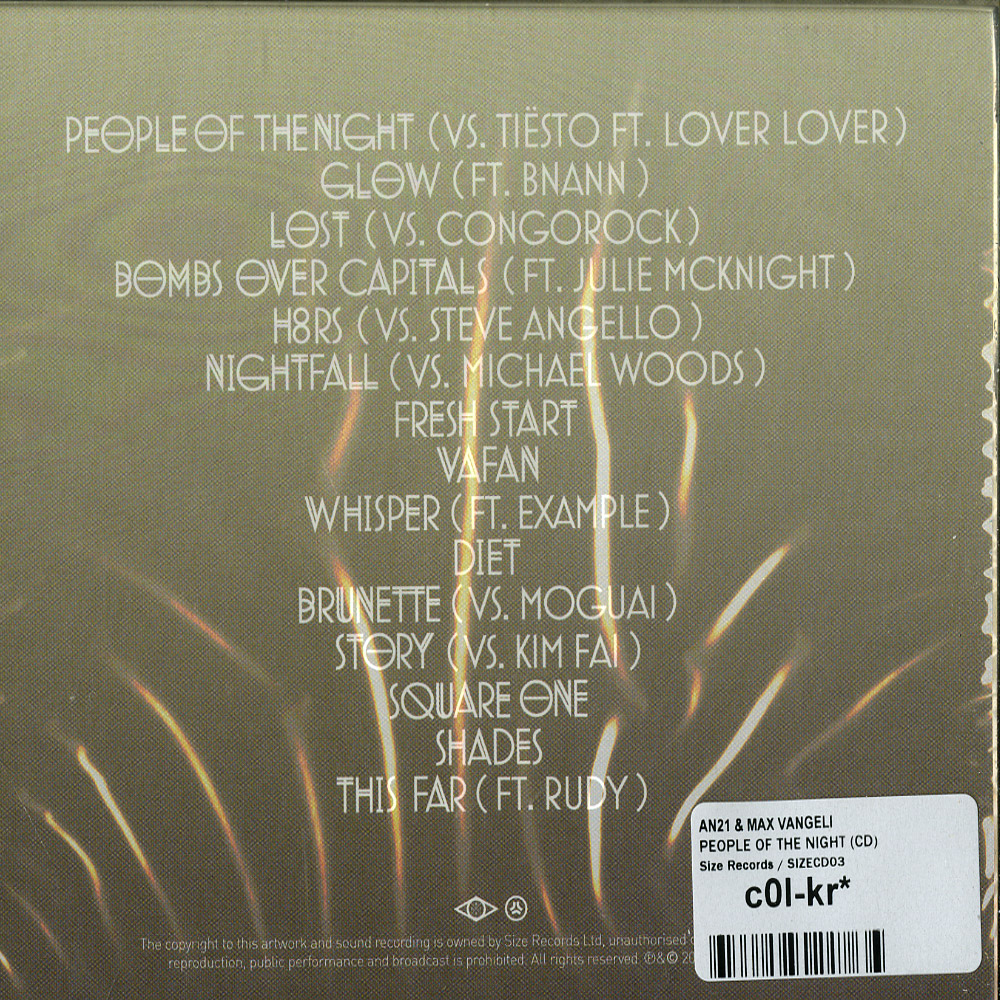 PEOPLE OF THE NIGHT (VS. TIËSTO FT. LOVER LOVER)
GLOW (FT. BNANN)
LOST (VS. CONGOROCK)
BOMBS OVER CAPITALS (FT. JULIE MCKNIGHT)
H8RS (VS. STEVE ANGELLO)
NIGHTFALL (VS. MICHAEL WOODS)
FRESH START
VAFAN
WHISPER (FT. EXAMPLE)
DIET
BRUNETTE (VS. MOGUAI)
STORY (VS. KIM FAI)
SQUARE ONE
SHADES
THIS FAR (FT. RUDY)
AN21 & MAX VANGELI
PEOPLE OF THE NIGHT (CD)
Size Records / SIZECD03
c0l-kr*
The copyright to this artwork and sound recording is owned by Size Records Ltd, unauthorised
reproduction, public performance and broadcast is prohibited. All rights reserved. ℗&© 20